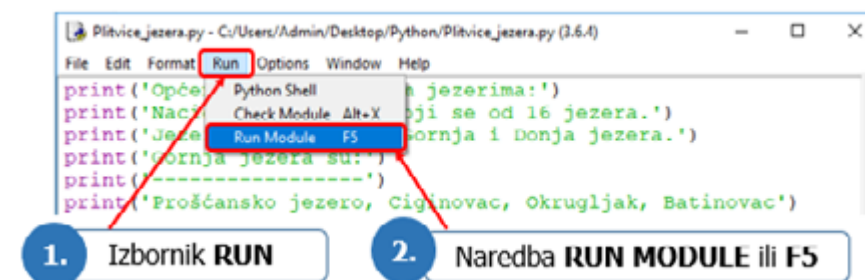 Plitvice_jezera.py - C:/Users/Admin/Desktop/Python/Plitvice_jezera.py (3.6.4)
File Edit Format Run Options Window Help
print('Opće jezerima:')
Python Shell
print('Naci ji se od 16 jezera.')
Check Module Alt+X
print('Jeze Gornja i Donja jezera.')
Run Module F5
print('Gornja jezera su:')
print('------------------')
print('Prošćansko jezero, Ciginovac, Okrugljak, Batinovac')
1. Izbornik RUN
2. Naredba RUN MODULE ili F5